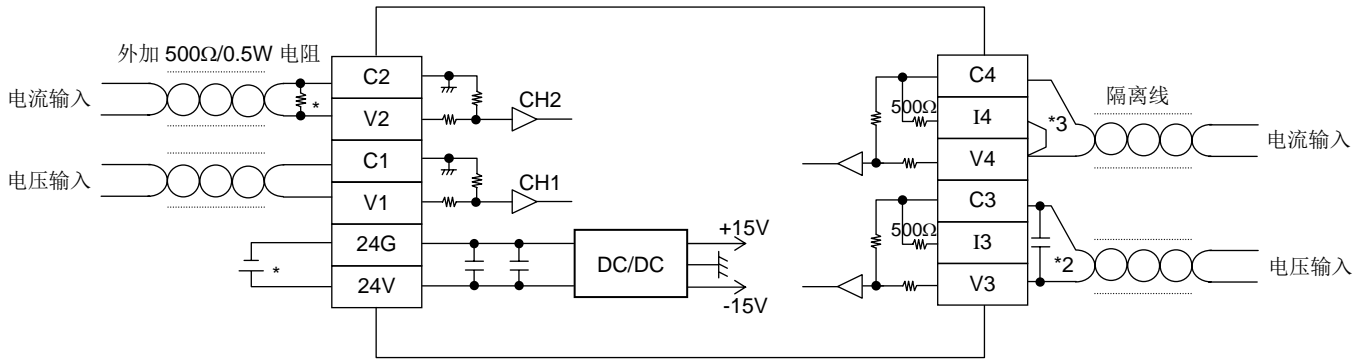 外加 500Ω/0.5W 电阻
电流输入
*
C2
V2
CH2
电压输入
C1
V1
CH1
*
24G
24V
DC/DC
+15V
-15V
C4
I4
V4
500Ω
*3
隔离线
电流输入
C3
I3
V3
500Ω
*2
电压输入